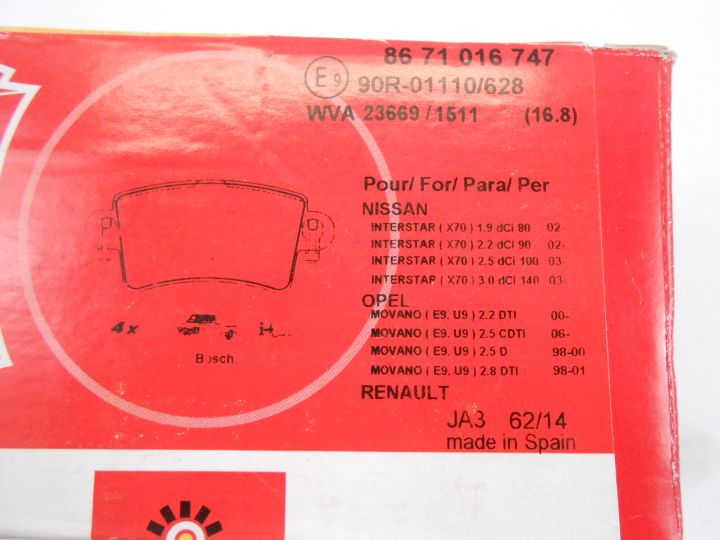 86 71 016 747
E9 90R-01110/628
WVA 23669 / 1511 (16.8)
Pour/ For/ Para/ Per
NISSAN
INTERSTAR ( X70 ) 1.9 dCi 80 02-
INTERSTAR ( X70 ) 2.2 dCi 90 02-
INTERSTAR ( X70 ) 2.5 dCi 100 03-
INTERSTAR ( X70 ) 3.0 dCi 140 03-
OPEL
MOVANO ( E9. U9 ) 2.2 DTI 00-
MOVANO ( E9. U9 ) 2.5 CDTI 06-
MOVANO ( E9. U9 ) 2.5 D 98-00
MOVANO ( E9. U9 ) 2.8 DTI 98-01
RENAULT
4x
Bosch
JA3 62/14
made in Spain